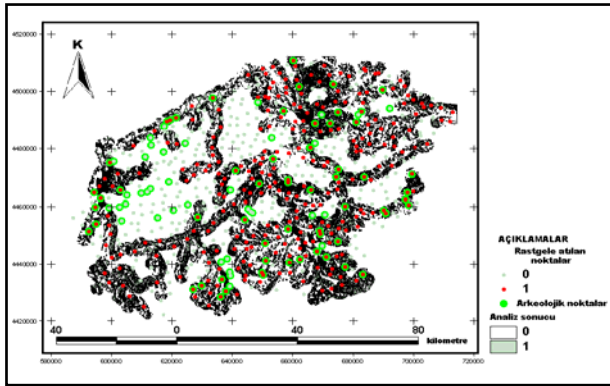 K
4520000
4500000
4480000
4460000
4440000
4420000
40 0 40 80
kilometre
580000 600000 620000 640000 660000 680000 700000
AÇIKLAMALAR
Rastgele atılan
noktalar
0
1
Arkeolojik noktalar
Analiz sonucu
0
1